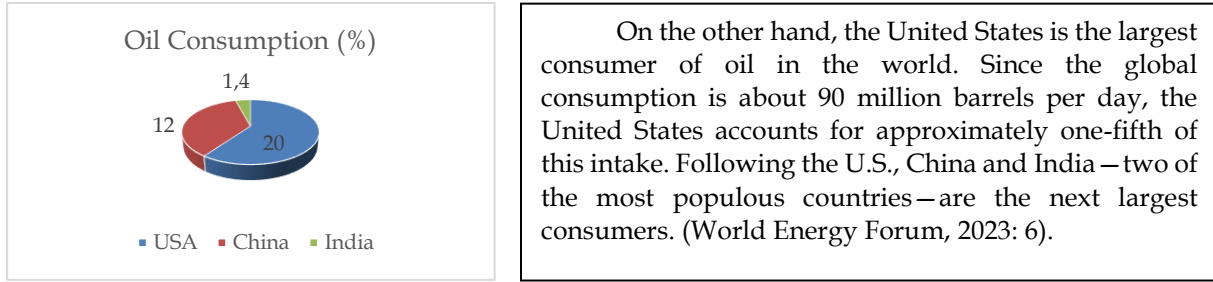 Oil Consumption (%)
1,4
12
20
USA China India
On the other hand, the United States is the largest
consumer of oil in the world. Since the global
consumption is about 90 million barrels per day, the
United States accounts for approximately one-fifth of
this intake. Following the U.S., China and India—two of
the most populous countries—are the next largest
consumers. (World Energy Forum, 2023: 6).